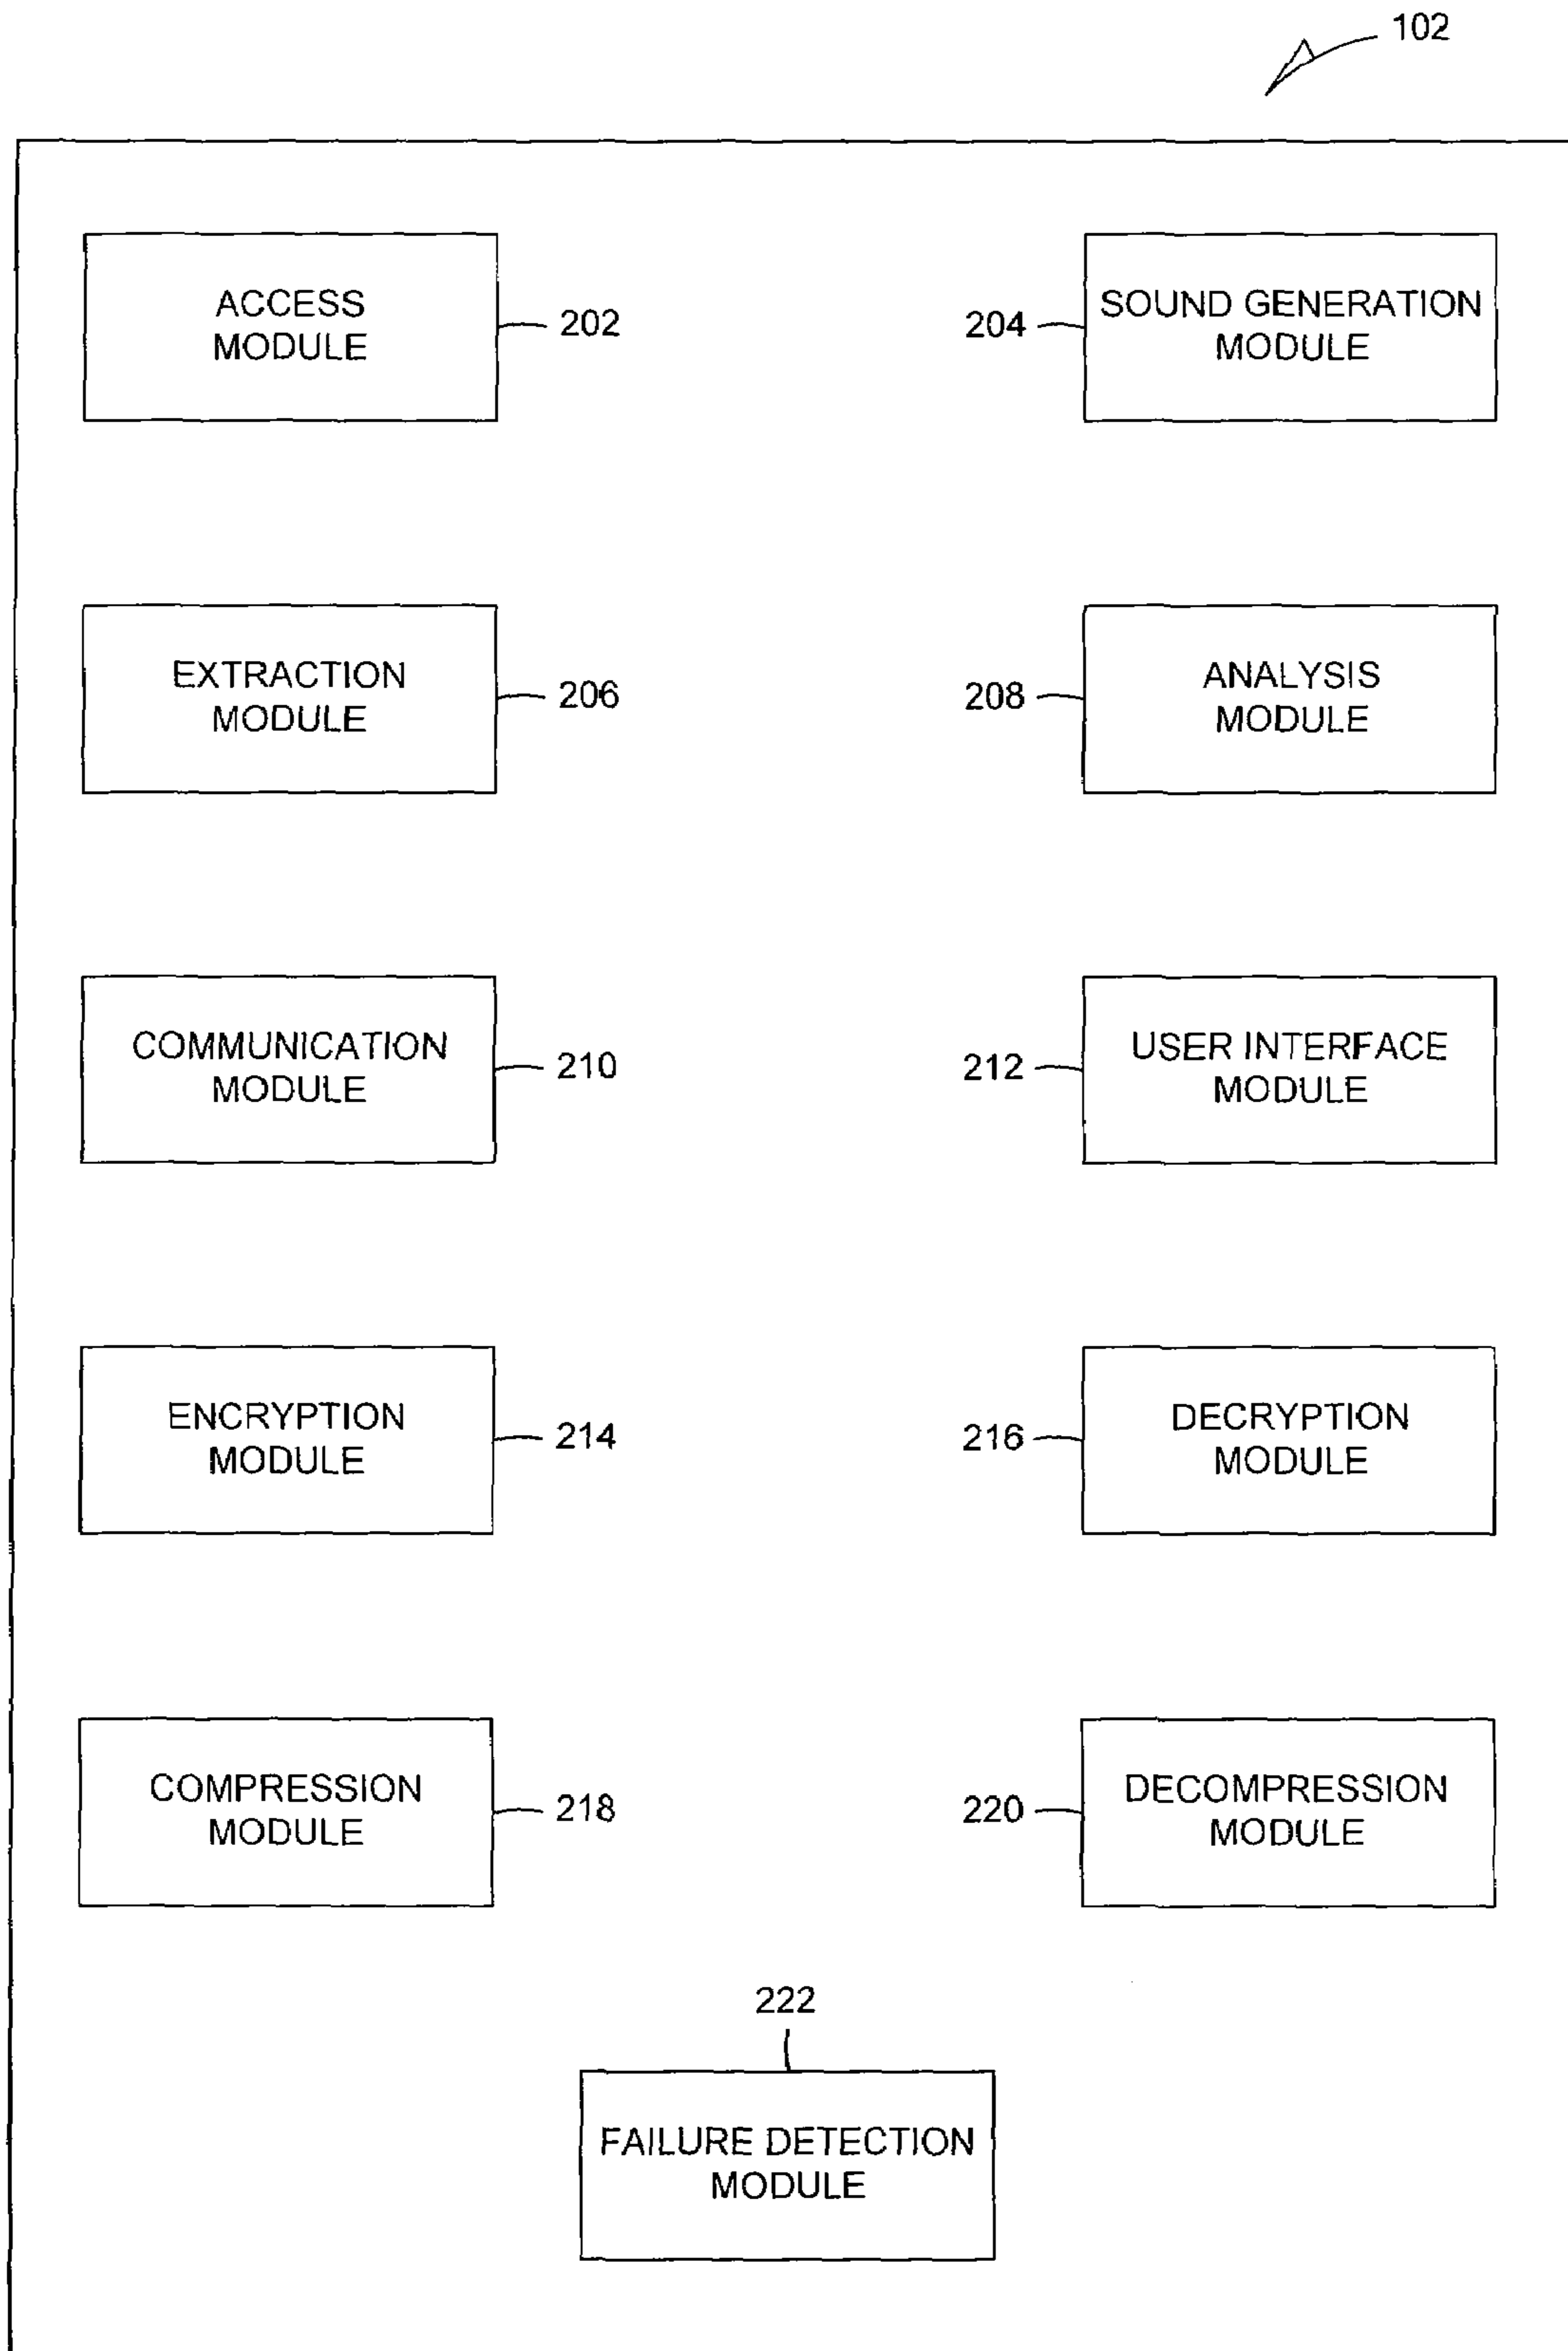 102
ACCESS
MODULE
202
204
SOUND GENERATION
MODULE
EXTRACTION
MODULE
206
208
ANALYSIS
MODULE
COMMUNICATION
MODULE
210
212
USER INTERFACE
MODULE
ENCRYPTION
MODULE
214
216
DECRYPTION
MODULE
COMPRESSION
MODULE
218
220
DECOMPRESSION
MODULE
222
FAILURE DETECTION
MODULE